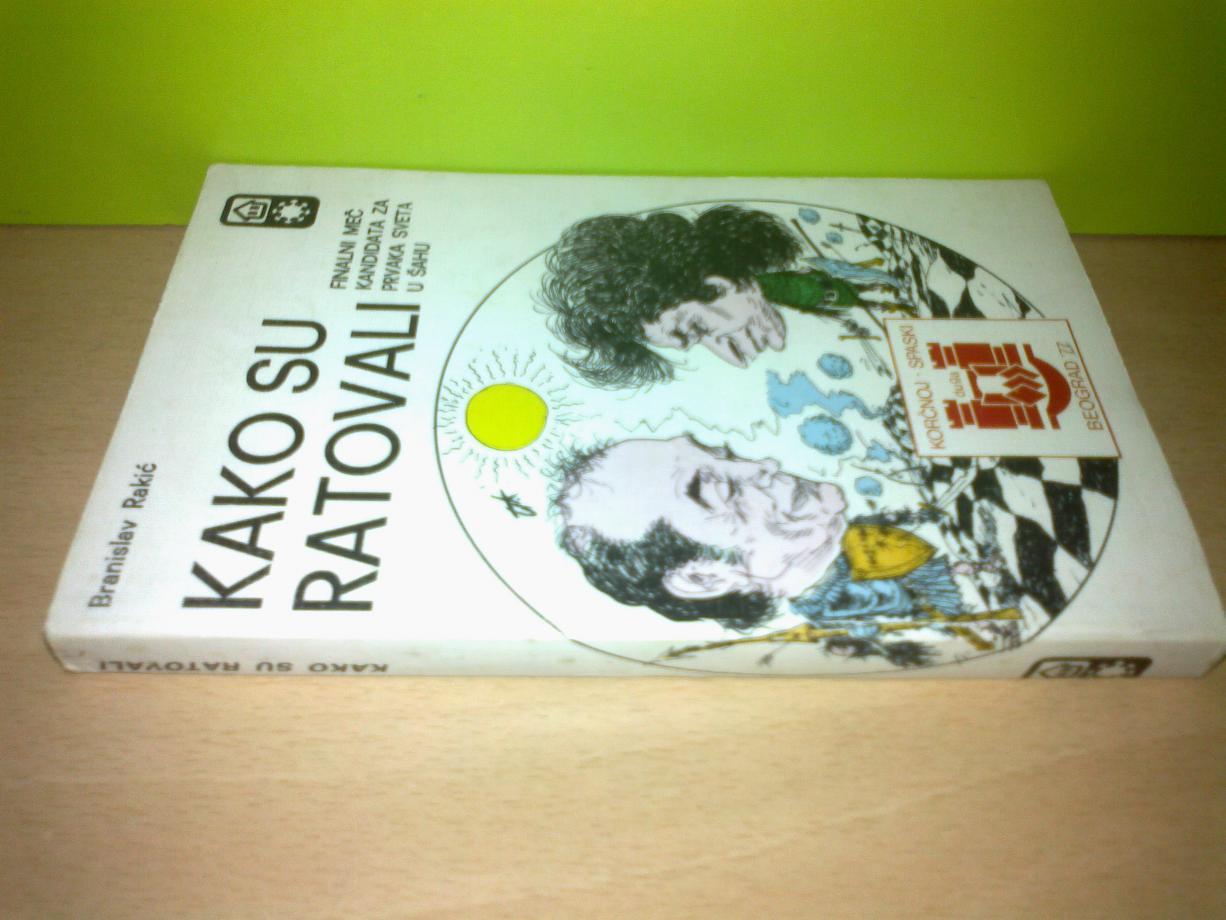 Branislav Rakić
KAKO SU
RATOVALI
FINALNI MEČ
KANDIDATA ZA
PRVAKA SVETA
U ŠAHU
KORČNOJ - SPASKI
BEOGRAD '77
KAKO SU RATOVALI